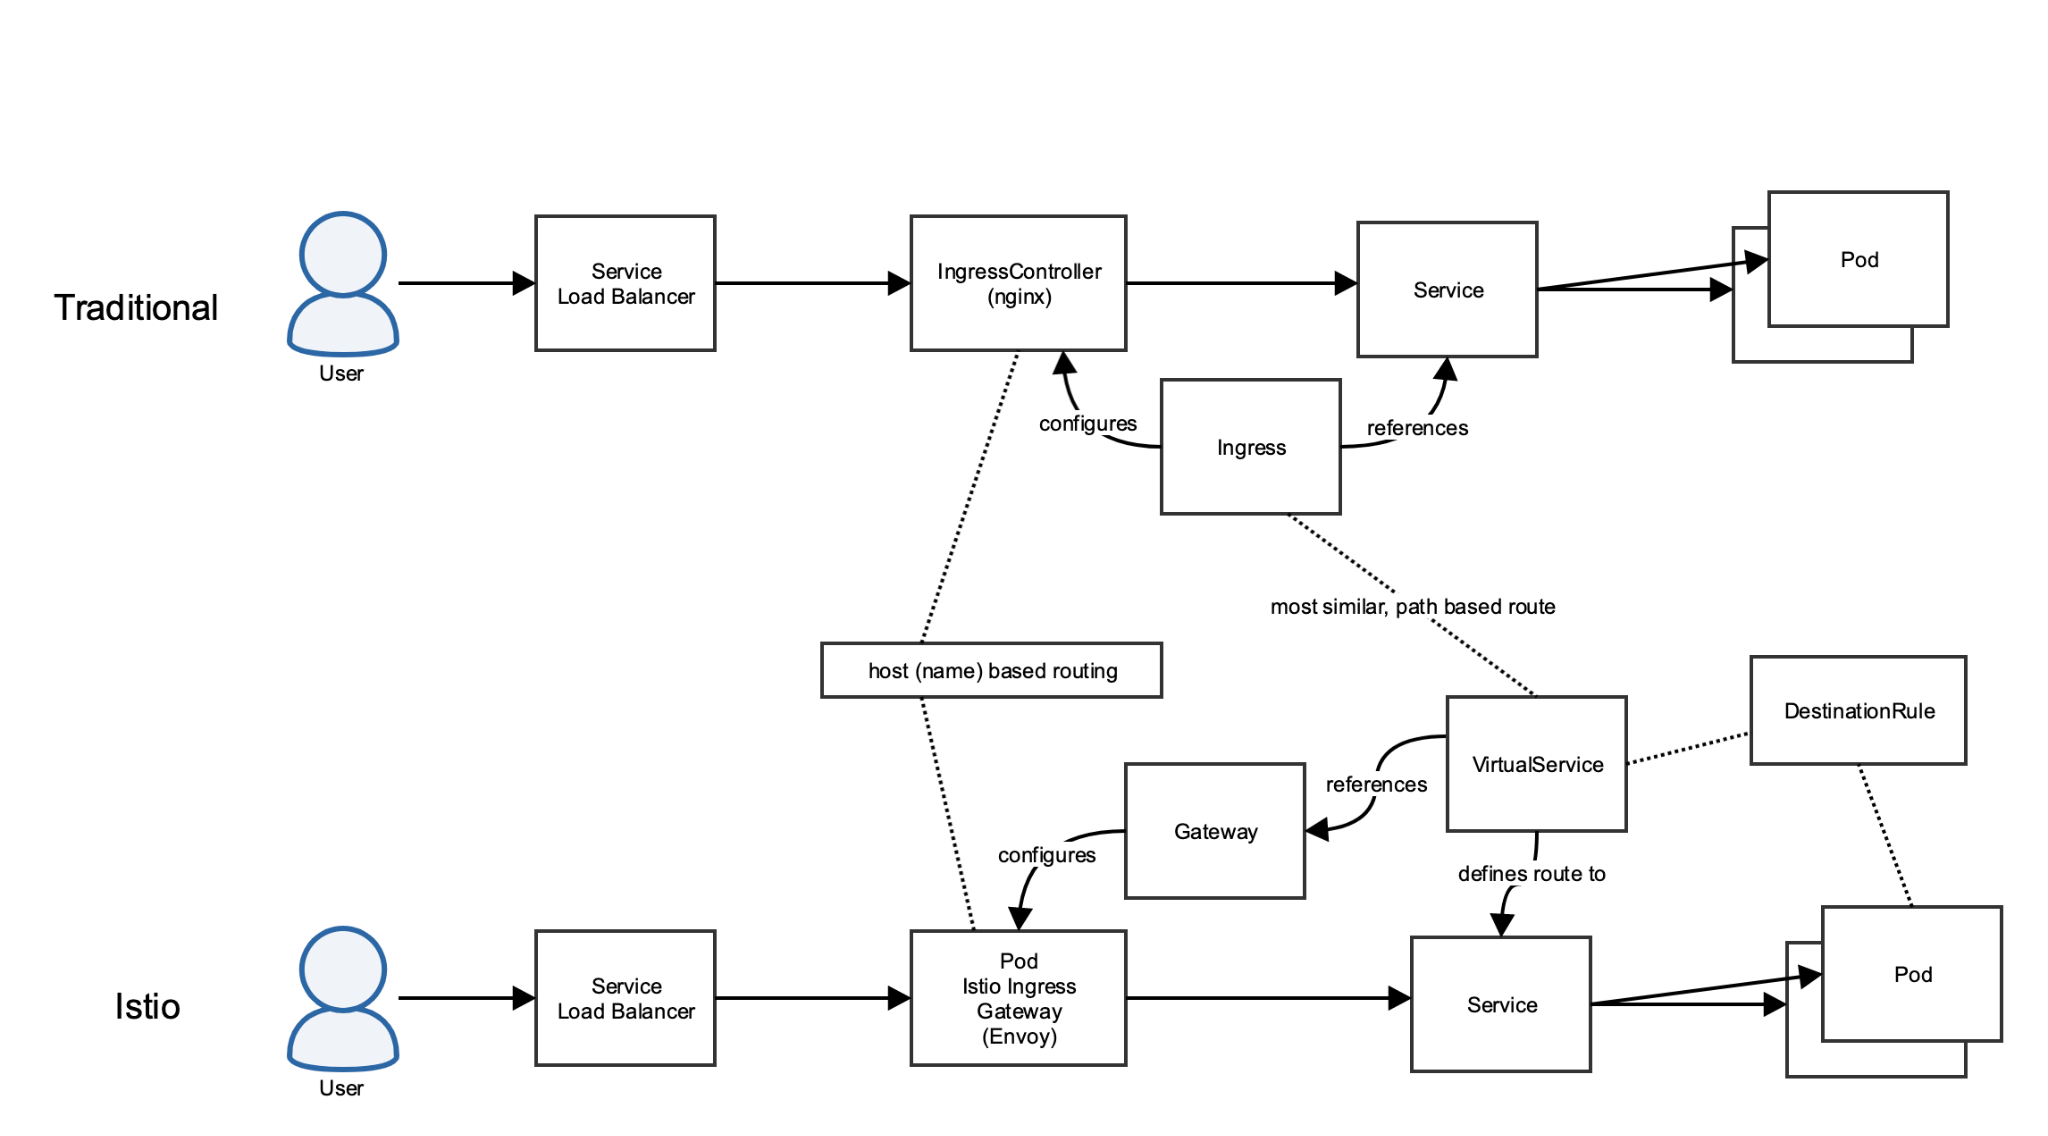 Traditional
User
Service
Load Balancer
IngressController
(nginx)
Service
Pod
configures
Ingress
references
most similar, path based route
host (name) based routing
DestinationRule
VirtualService
references
Gateway
configures
defines route to
Istio
User
Service
Load Balancer
Pod
Istio Ingress
Gateway
(Envoy)
Service
Pod